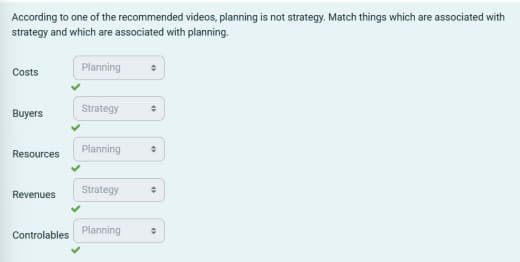 According to one of the recommended videos, planning is not strategy. Match things which are associated with
strategy and which are associated with planning.
Costs Planning
Buyers Strategy
Resources Planning
Revenues Strategy
Controlables Planning